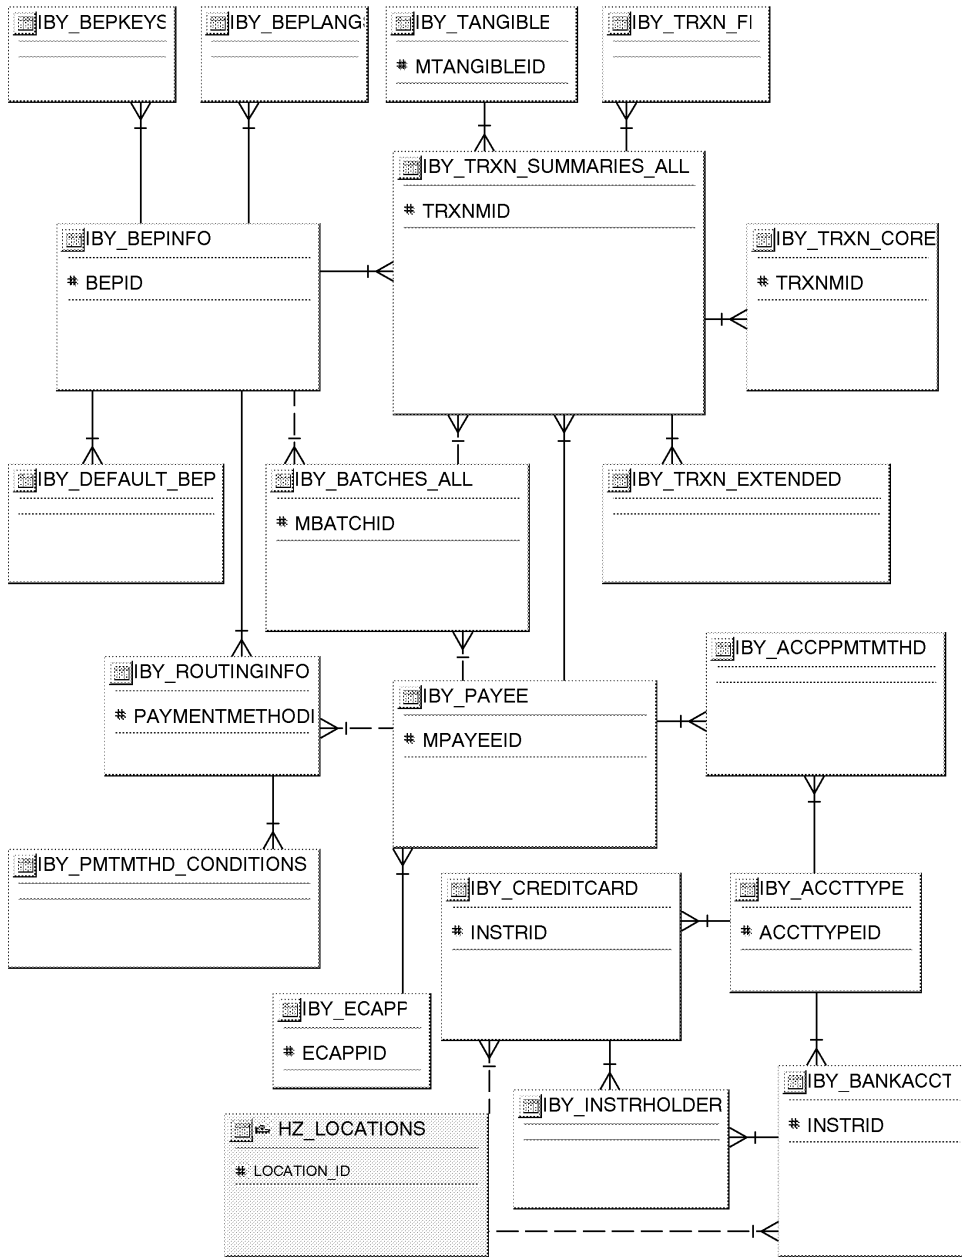 IBY_BEPKEYS
IBY_BEPLANG
IBY_TANGIBLE
# MTANGIBLEID
IBY_TRXN_FI
IBY_TRXN_SUMMARIES_ALL
# TRXNMID
IBY_BEPINFO
# BEPID
IBY_TRXN_CORE
# TRXNMID
IBY_DEFAULT_BEP
IBY_BATCHES_ALL
# MBATCHID
IBY_TRXN_EXTENDED
IBY_ROUTINGINFO
# PAYMENTMETHODI
IBY_PAYEE
# MPAYEEID
IBY_ACCPPMTMTHD
IBY_PMTMTHD_CONDITIONS
IBY_CREDITCARD
# INSTRID
IBY_ACCTTYPE
# ACCTTYPEID
IBY_ECAPP
# ECAPPID
IBY_INSTRHOLDER
IBY_BANKACCT
# INSTRID
HZ_LOCATIONS
# LOCATION_ID